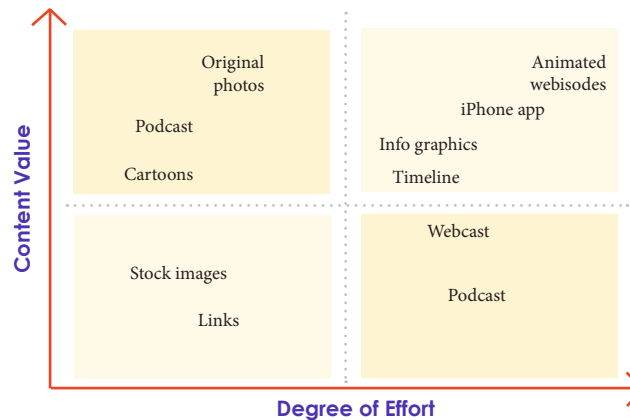 Content Value
Original
photos
Podcast
Cartoons
Animated
webisodes
iPhone app
Info graphics
Timeline
Stock images
Links
Webcast
Podcast
Degree of Effort